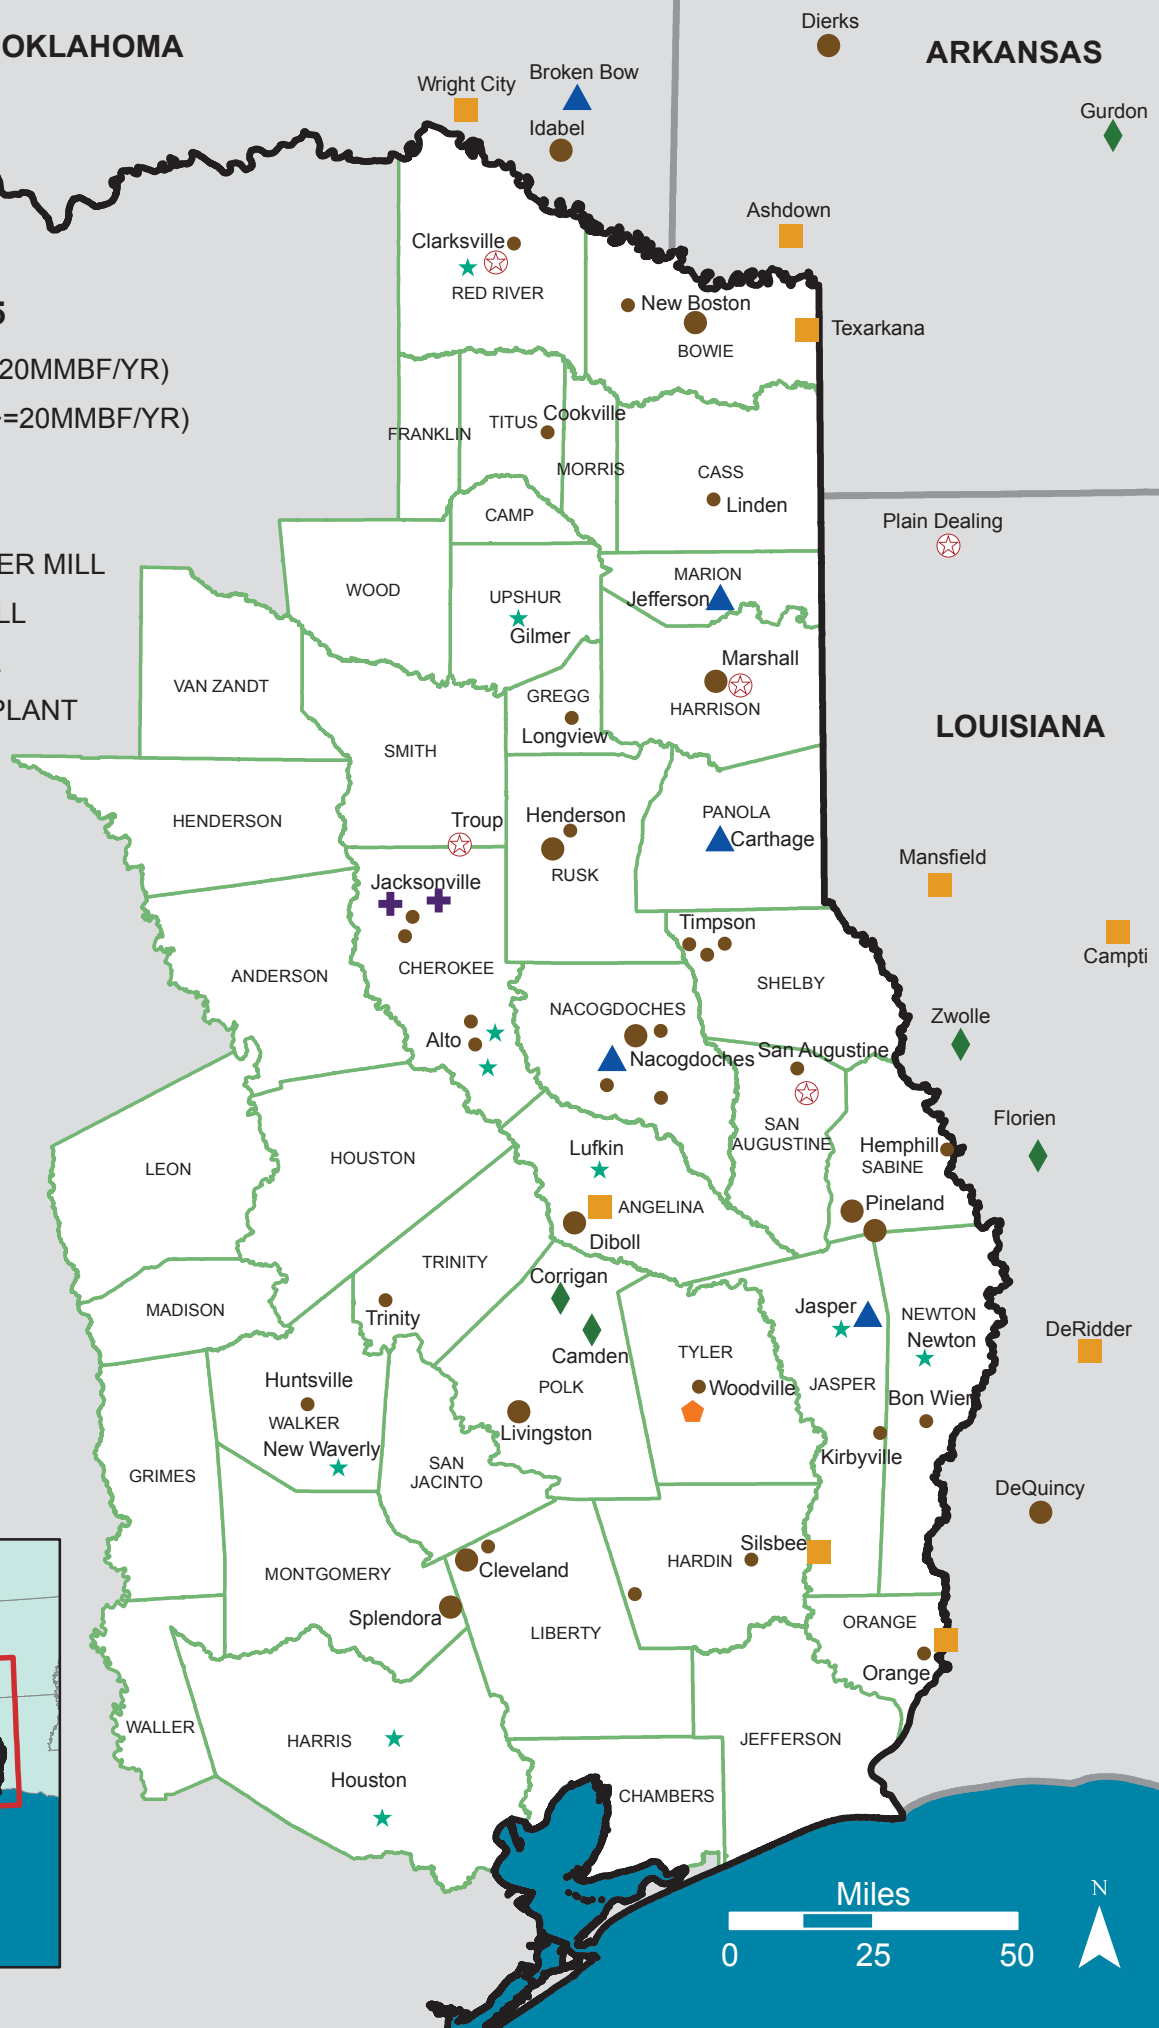 OKLAHOMA
Dierks
ARKANSAS
Broken Bow
Wright City
Gurdon
Idabel
Ashdown
Clarksville
RED RIVER
New Boston
Texarkana
BOWIE
5
20MMBF/YR)
=20MMBF/YR)
Cookville
TITUS
FRANKLIN
MORRIS
CASS
Linden
CAMP
Plain Dealing
ER MILL
MARION
WOOD
UPSHUR
Jefferson
LL
Gilmer
Marshall
VAN ZANDT
GREGG
HARRISON
PLANT
LOUISIANA
Longview
SMITH
PANOLA
HENDERSON
Troup
Henderson
Carthage
Mansfield
RUSK
Jacksonville
Timpson
Campti
CHEROKEE
ANDERSON
SHELBY
NACOGDOCHES
Zwolle
Alto
San Augustine
Nacogdoches
Florien
SAN
AUGUSTINE
Hemphill
Lufkin
HOUSTON
LEON
SABINE
Pineland
ANGELINA
Diboll
TRINITY
Corrigan
MADISON
Jasper
NEWTON
Trinity
DeRidder
Newton
TYLER
Camden
Huntsville
POLK
Woodville
JASPER
Bon Wier
WALKER
Livingston
New Waverly
Kirbyville
SAN
JACINTO
GRIMES
DeQuincy
Silsbee
HARDIN
Cleveland
MONTGOMERY
Splendora
ORANGE
LIBERTY
Orange
WALLER
HARRIS
JEFFERSON
Houston
CHAMBERS
Miles
N
0 25 50